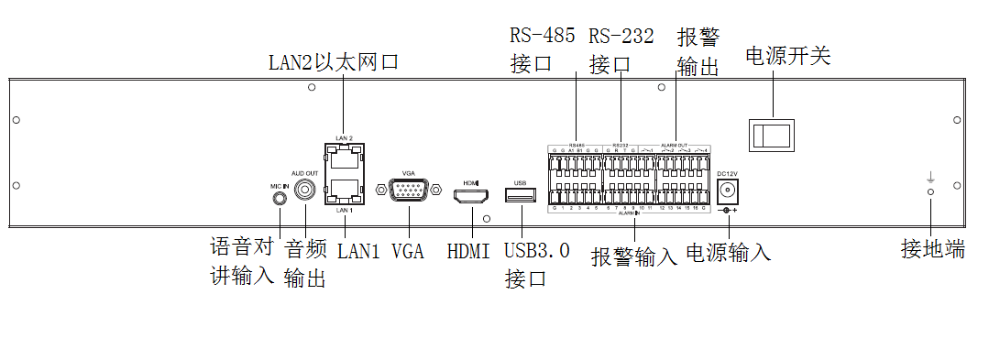 RS-485 RS-232 报警
接口 接口 输出 电源开关
LAN2以太网口
RS485 RS232 ALARM OUT
G G A1 B1 G G G R T G 1 2 3 4
LAN 2
DC12V
AUD OUT VGA
MIC IN HDMI USB
LAN 1
G 1 2 3 4 5 6 7 8 9 10 11 12 13 14 15 16 G
ALARM IN
- +
语音对 音频 LAN1 VGA HDMI USB3.0 报警输入 电源输入 接地端
讲输入 输出 接口